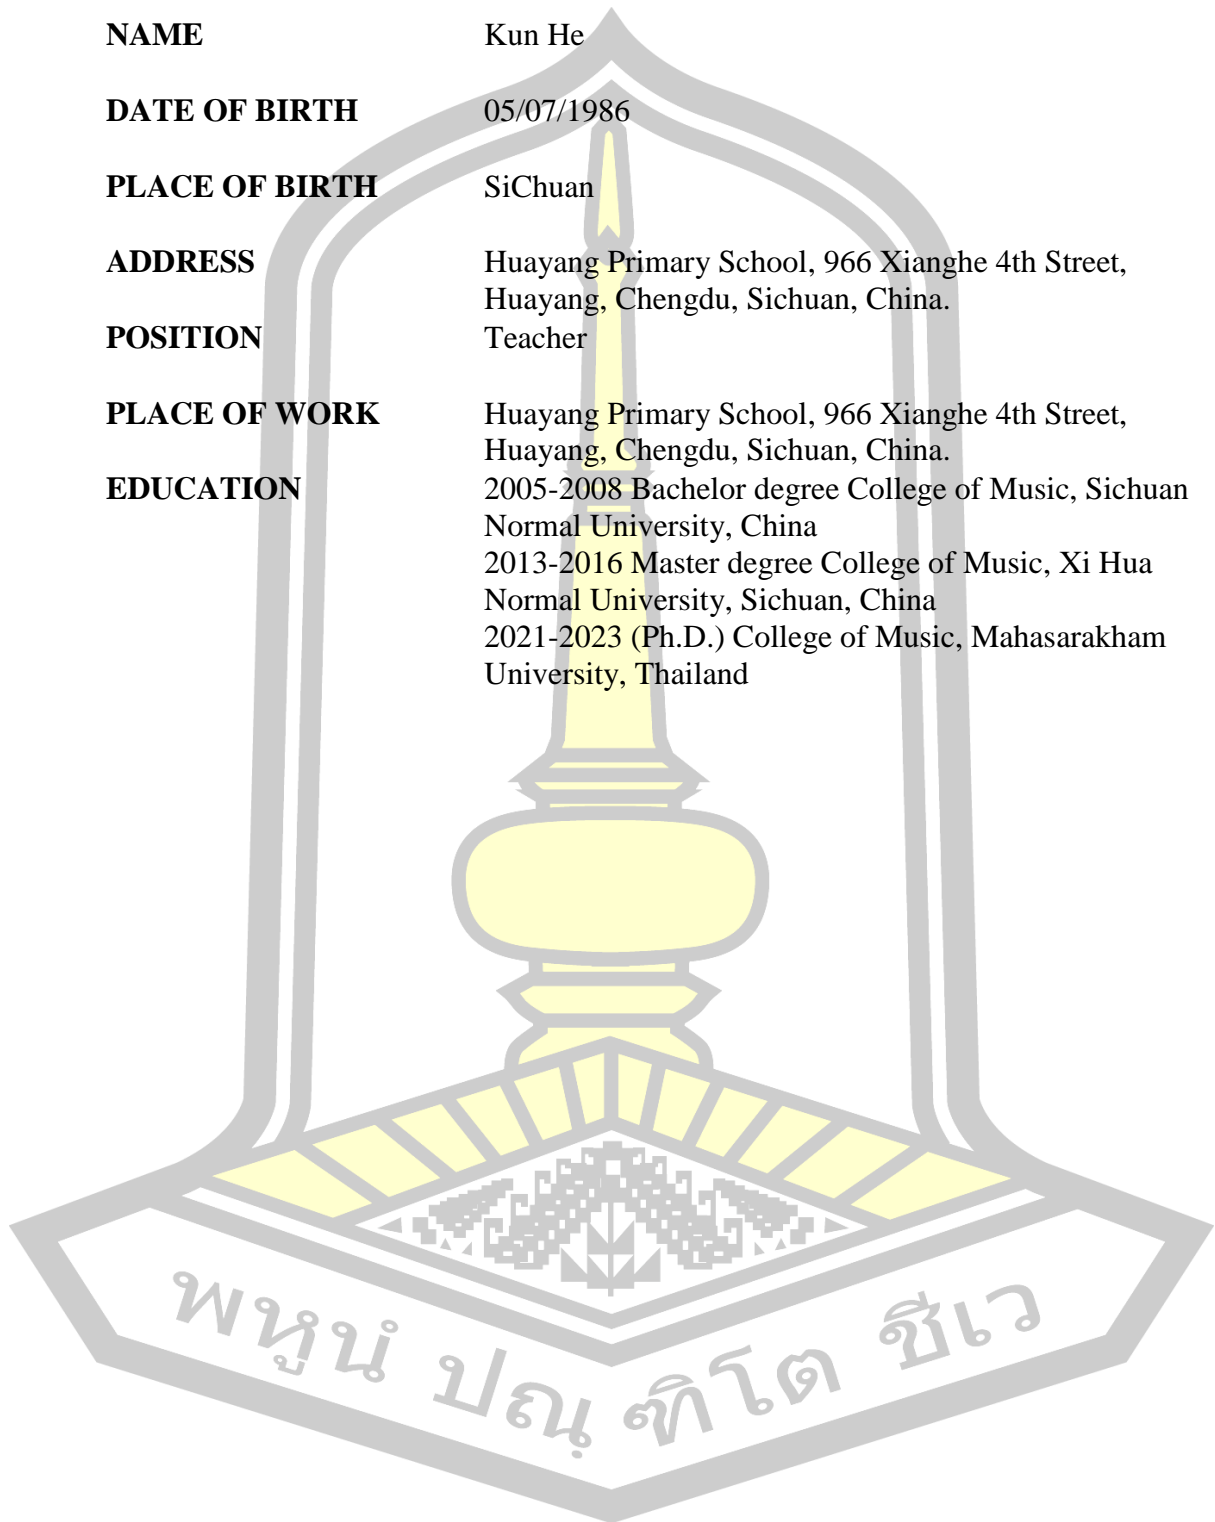 NAME Kun He
DATE OF BIRTH 05/07/1986
PLACE OF BIRTH SiChuan
ADDRESS Huayang Primary School, 966 Xianghe 4th Street,
Huayang, Chengdu, Sichuan, China.
POSITION Teacher
PLACE OF WORK Huayang Primary School, 966 Xianghe 4th Street,
Huayang, Chengdu, Sichuan, China.
EDUCATION 2005-2008 Bachelor degree College of Music, Sichuan
Normal University, China
2013-2016 Master degree College of Music, Xi Hua
Normal University, Sichuan, China
2021-2023 (Ph.D.) College of Music, Mahasarakham
University, Thailand
พหูนํ ปณฺ ฑิโต ชีเว